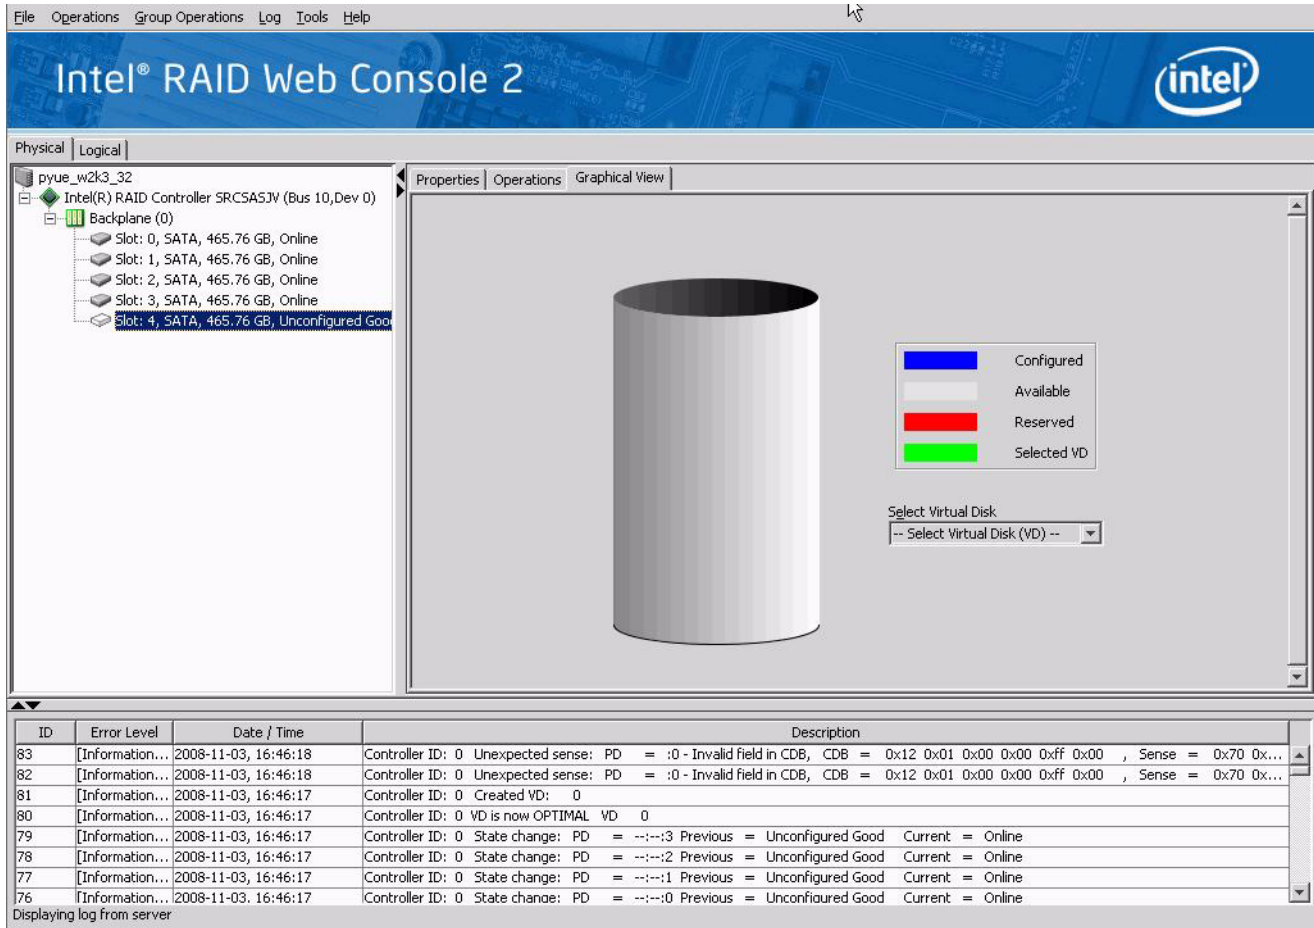 File Operations Group Operations Log Tools Help
Intel® RAID Web Console 2
intel
Physical Logical
pyue_w2k3_32
Intel(R) RAID Controller SRCSASJV (Bus 10,Dev 0)
Backplane (0)
Slot: 0, SATA, 465.76 GB, Online
Slot: 1, SATA, 465.76 GB, Online
Slot: 2, SATA, 465.76 GB, Online
Slot: 3, SATA, 465.76 GB, Online
Slot: 4, SATA, 465.76 GB, Unconfigured Goo
Properties Operations Graphical View
Configured
Available
Reserved
Selected VD
Select Virtual Disk
-- Select Virtual Disk (VD) --
ID Error Level Date / Time Description
83 [Information... 2008-11-03, 16:46:18 Controller ID: 0 Unexpected sense: PD = :0 - Invalid field in CDB, CDB = 0x12 0x01 0x00 0x00 0xff 0x00 , Sense = 0x70 0x...
82 [Information... 2008-11-03, 16:46:18 Controller ID: 0 Unexpected sense: PD = :0 - Invalid field in CDB, CDB = 0x12 0x01 0x00 0x00 0xff 0x00 , Sense = 0x70 0x...
81 [Information... 2008-11-03, 16:46:17 Controller ID: 0 Created VD: 0
80 [Information... 2008-11-03, 16:46:17 Controller ID: 0 VD is now OPTIMAL VD 0
79 [Information... 2008-11-03, 16:46:17 Controller ID: 0 State change: PD = --:--:3 Previous = Unconfigured Good Current = Online
78 [Information... 2008-11-03, 16:46:17 Controller ID: 0 State change: PD = --:--:2 Previous = Unconfigured Good Current = Online
77 [Information... 2008-11-03, 16:46:17 Controller ID: 0 State change: PD = --:--:1 Previous = Unconfigured Good Current = Online
76 [Information... 2008-11-03, 16:46:17 Controller ID: 0 State change: PD = --:--:0 Previous = Unconfigured Good Current = Online
Displaying log from server